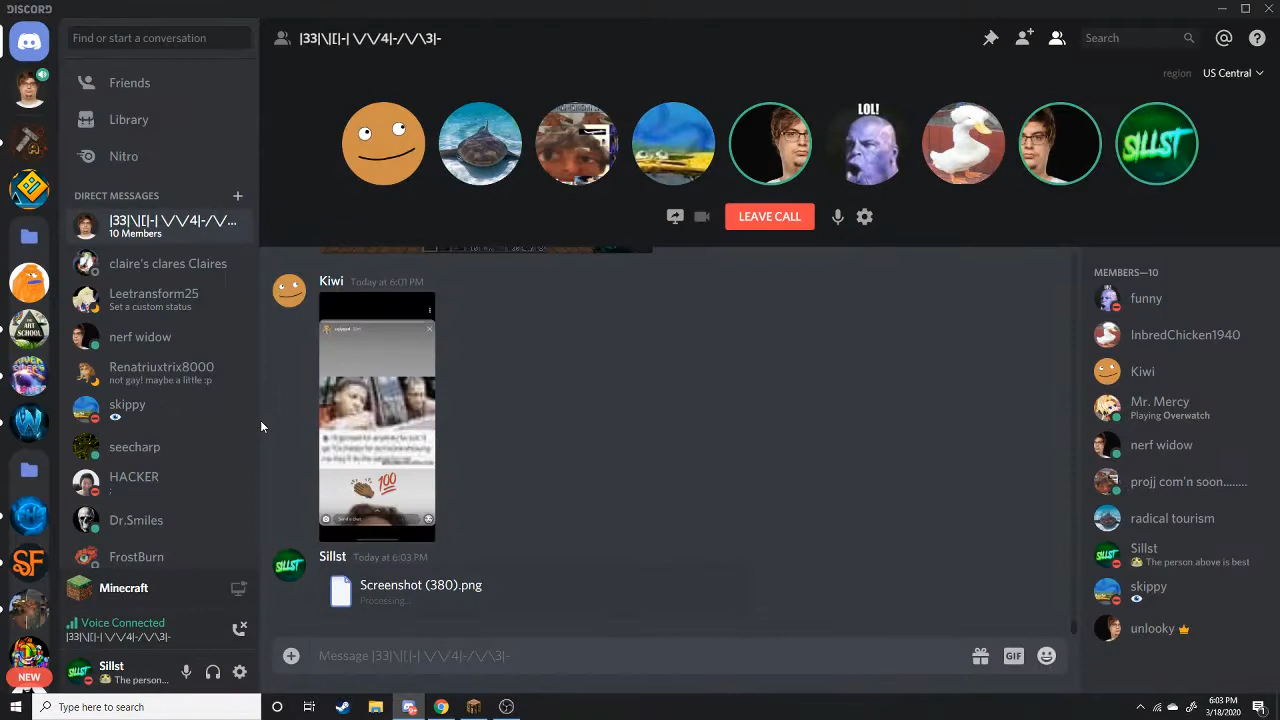 DISCORD
Find or start a conversation
|33|\|[|-| \/\/4|-/\/\3|-
Search
region
US Central
Friends
Library
Nitro
DIRECT MESSAGES
|33|\|[|-| \/\/4|-/\/...
10 Members
claire's clares Claires
Leetransform25
Set a custom status
nerf widow
Renatriuxtrix8000
not gay! maybe a little :p
skippy
seecharp
HACKER
:
Dr.Smiles
FrostBurn
Minecraft
Voice Connected
|33|\|[|-| \/\/4|-/\/\3|-
Sillst
The person...
NEW
LOL!
SILLST
LEAVE CALL
Kiwi Today at 6:01 PM
Send a chat
Sillst Today at 6:03 PM
Screenshot (380).png
Processing...
Message |33|\|[|-| \/\/4|-/\/\3|-
GIF
MEMBERS—10
funny
InbredChicken1940
Kiwi
Mr. Mercy
Playing Overwatch
nerf widow
projj com'n soon........
radical tourism
Sillst
The person above is best
skippy
unlooky
Type here to search
6:03 PM
3/18/2020